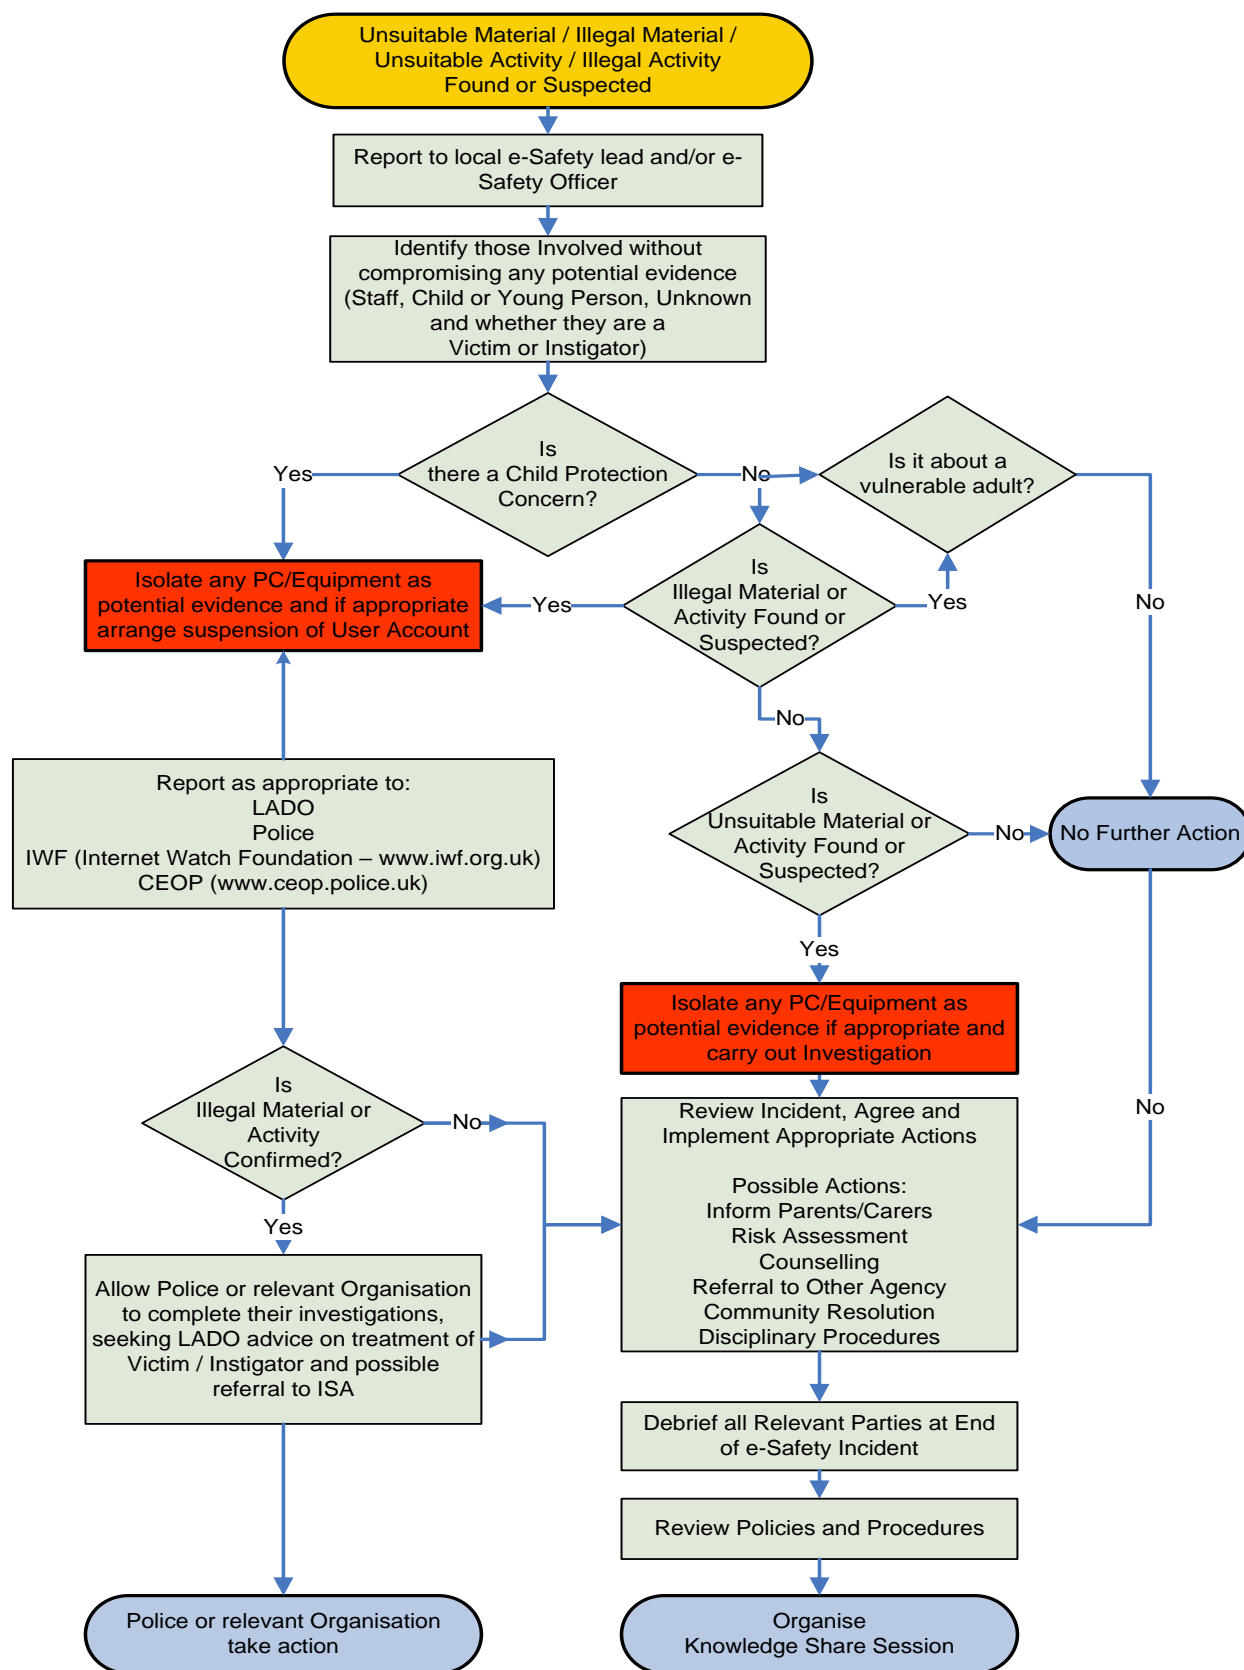 Unsuitable Material / Illegal Material /
Unsuitable Activity / Illegal Activity
Found or Suspected
Report to local e-Safety lead and/or e-
Safety Officer
Identify those Involved without
compromising any potential evidence
(Staff, Child or Young Person, Unknown
and whether they are a
Victim or Instigator)
Is
there a Child Protection
Concern?
Yes
No
Is it about a
vulnerable adult?
Isolate any PC/Equipment as
potential evidence and if appropriate
arrange suspension of User Account
Yes
Is
Illegal Material or
Activity Found or
Suspected?
Yes
No
No
Report as appropriate to:
LADO
Police
IWF (Internet Watch Foundation – www.iwf.org.uk)
CEOP (www.ceop.police.uk)
Is
Unsuitable Material or
Activity Found or
Suspected?
No
No Further Action
Yes
Isolate any PC/Equipment as
potential evidence if appropriate and
carry out Investigation
Is
Illegal Material or
Activity
Confirmed?
No
Yes
Review Incident, Agree and
Implement Appropriate Actions
Possible Actions:
Inform Parents/Carers
Risk Assessment
Counselling
Referral to Other Agency
Community Resolution
Disciplinary Procedures
No
Allow Police or relevant Organisation
to complete their investigations,
seeking LADO advice on treatment of
Victim / Instigator and possible
referral to ISA
Debrief all Relevant Parties at End
of e-Safety Incident
Review Policies and Procedures
Police or relevant Organisation
take action
Organise
Knowledge Share Session